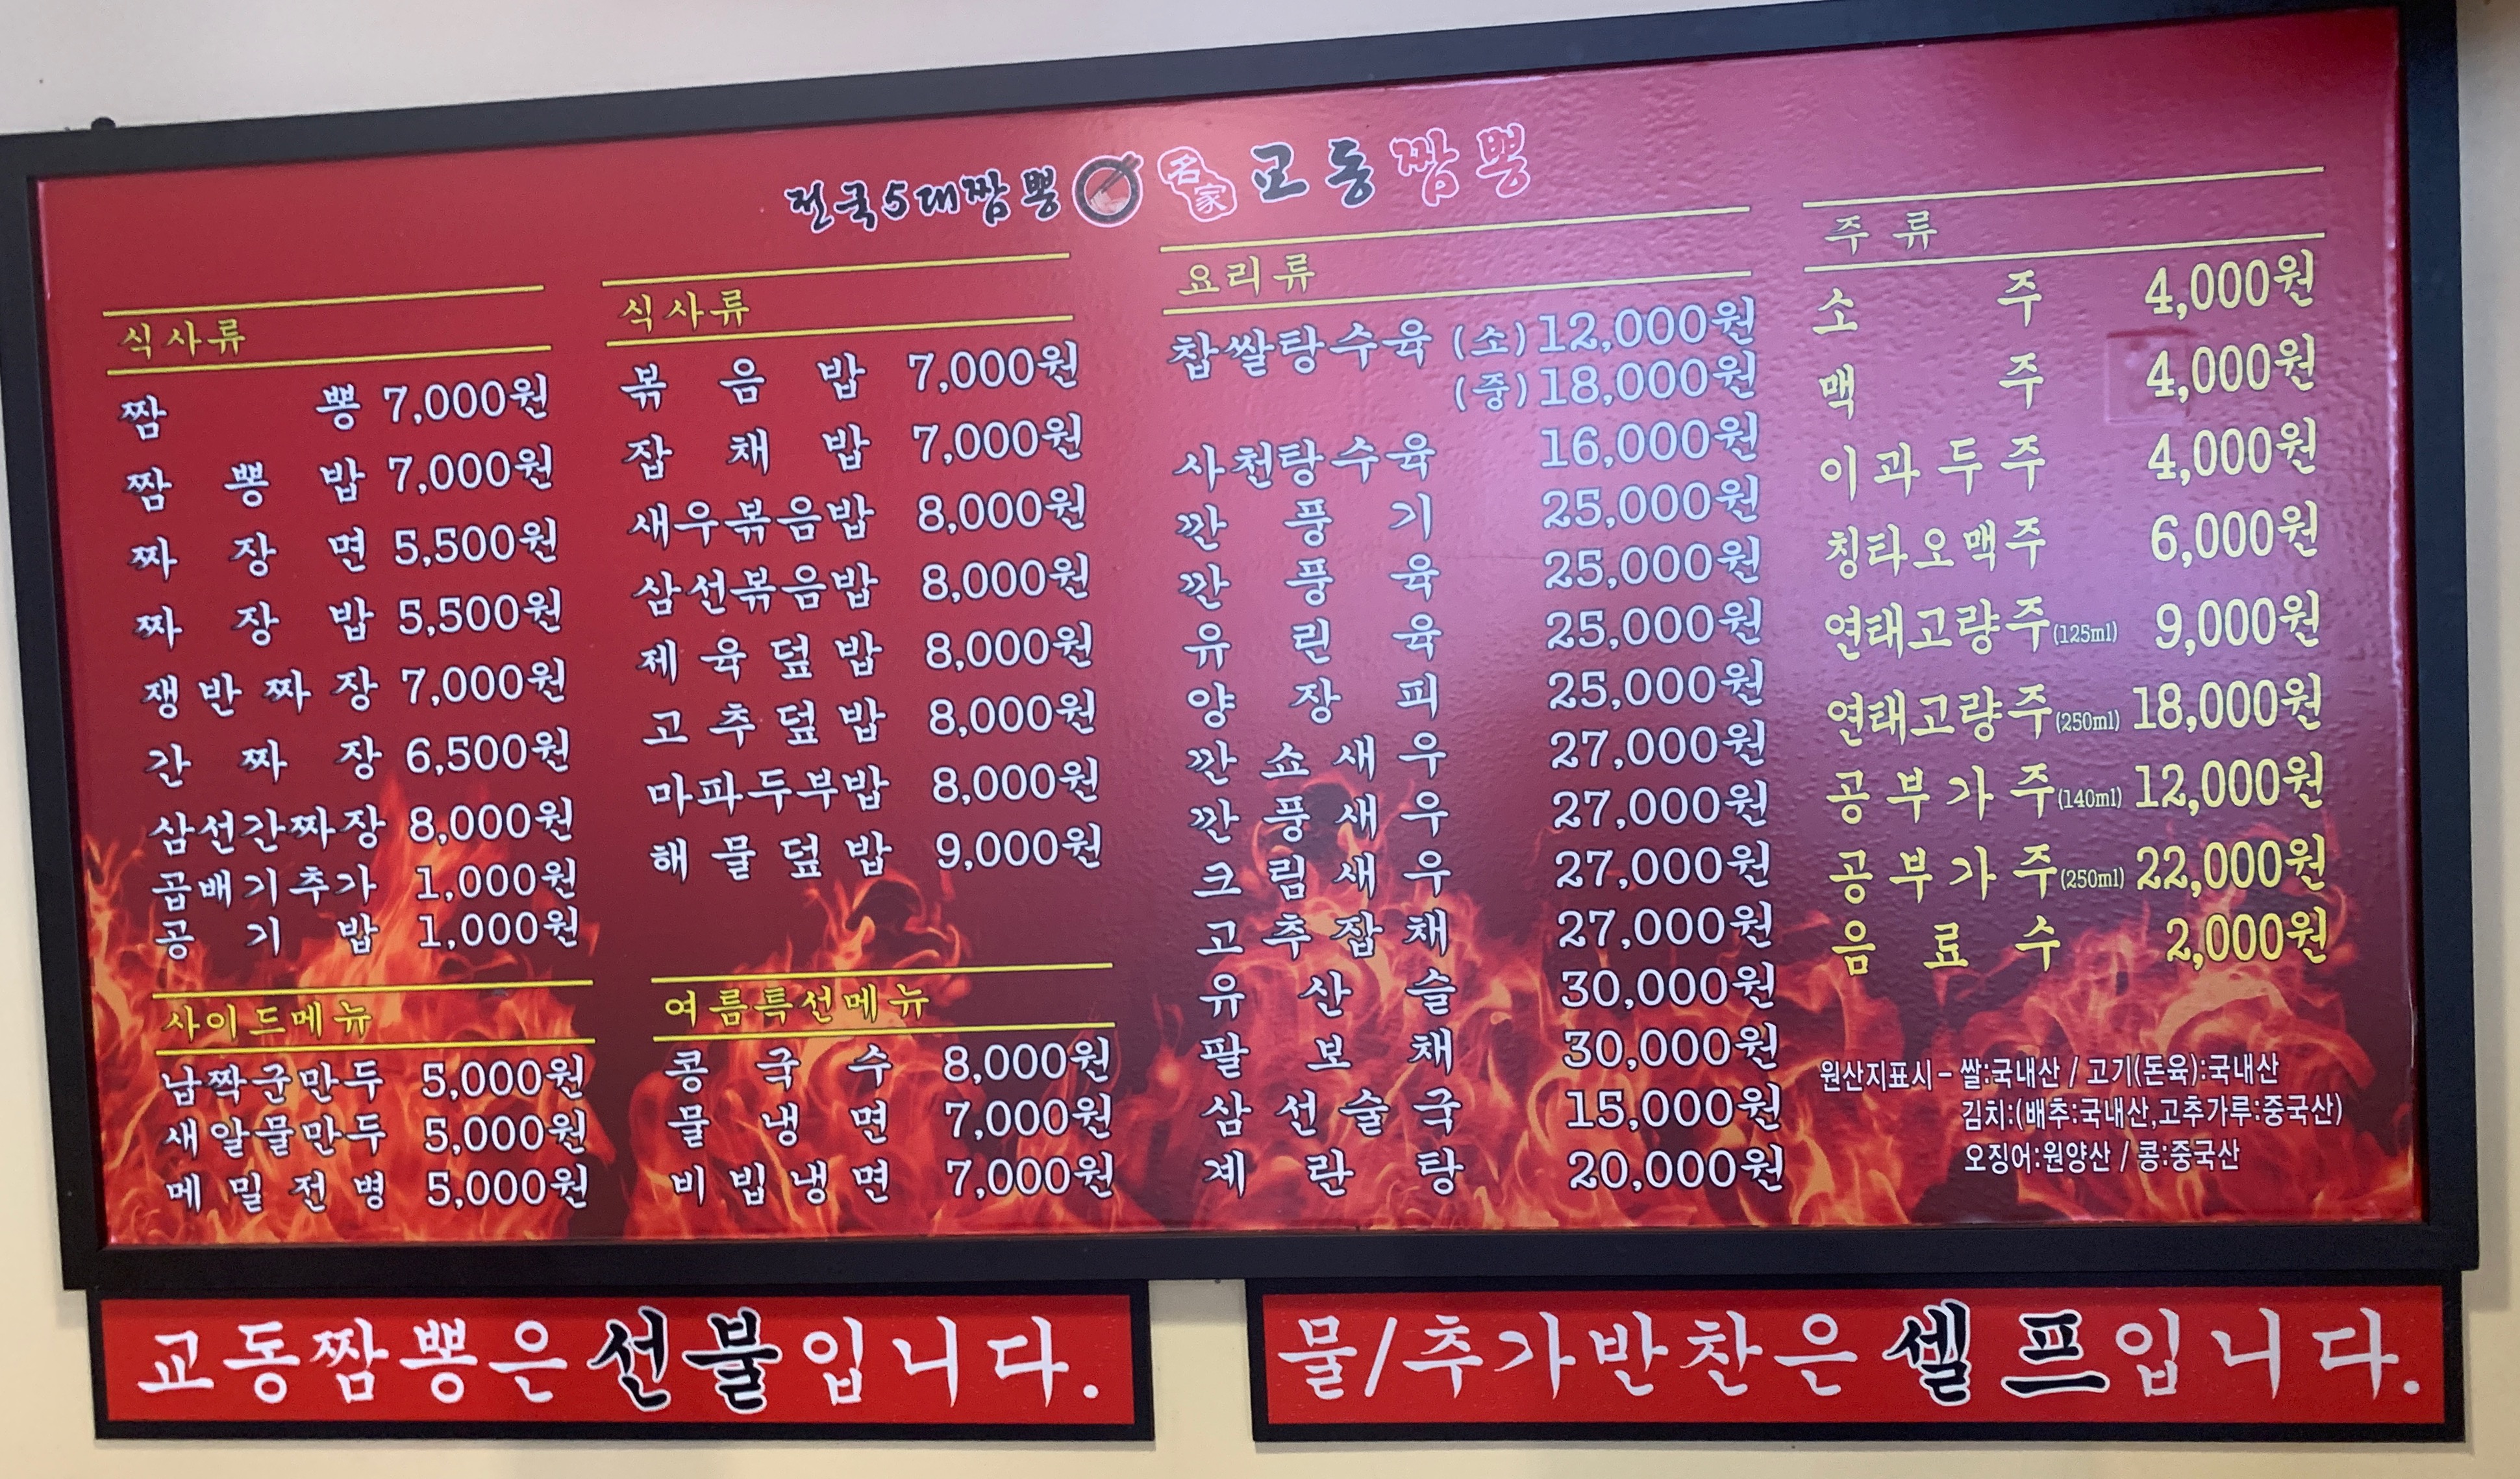 전국5대짬뽕 名家 교동짬뽕
식사류
짬뽕 7,000원
짬뽕밥 7,000원
짜장면 5,500원
짜장밥 5,500원
쟁반짜장 7,000원
간짜장 6,500원
삼선간짜장 8,000원
곱배기추가 1,000원
공기밥 1,000원
사이드메뉴
납짝군만두 5,000원
새알물만두 5,000원
메밀전병 5,000원
식사류
볶음밥 7,000원
잡채밥 7,000원
새우볶음밥 8,000원
삼선볶음밥 8,000원
제육덮밥 8,000원
고추덮밥 8,000원
마파두부밥 8,000원
해물덮밥 9,000원
여름특선메뉴
콩국수 8,000원
물냉면 7,000원
비빔냉면 7,000원
요리류
찹쌀탕수육 (소) 12,000원
(중) 18,000원
사천탕수육 16,000원
깐풍기 25,000원
깐풍육 25,000원
유린육 25,000원
양장피 25,000원
깐쇼새우 27,000원
깐풍새우 27,000원
크림새우 27,000원
고추잡채 27,000원
유산슬 30,000원
팔보채 30,000원
삼선술국 15,000원
계란탕 20,000원
주류
소주 4,000원
맥주 4,000원
이과두주 4,000원
칭타오맥주 6,000원
연태고량주(125ml) 9,000원
연태고량주(250ml) 18,000원
공부가주(140ml) 12,000원
공부가주(250ml) 22,000원
음료수 2,000원
원산지표시- 쌀:국내산 / 고기(돈육):국내산
김치:(배추:국내산,고추가루:중국산)
오징어:원양산 / 콩:중국산
교동짬뽕은 선불입니다.
물/추가반찬은 셀프입니다.